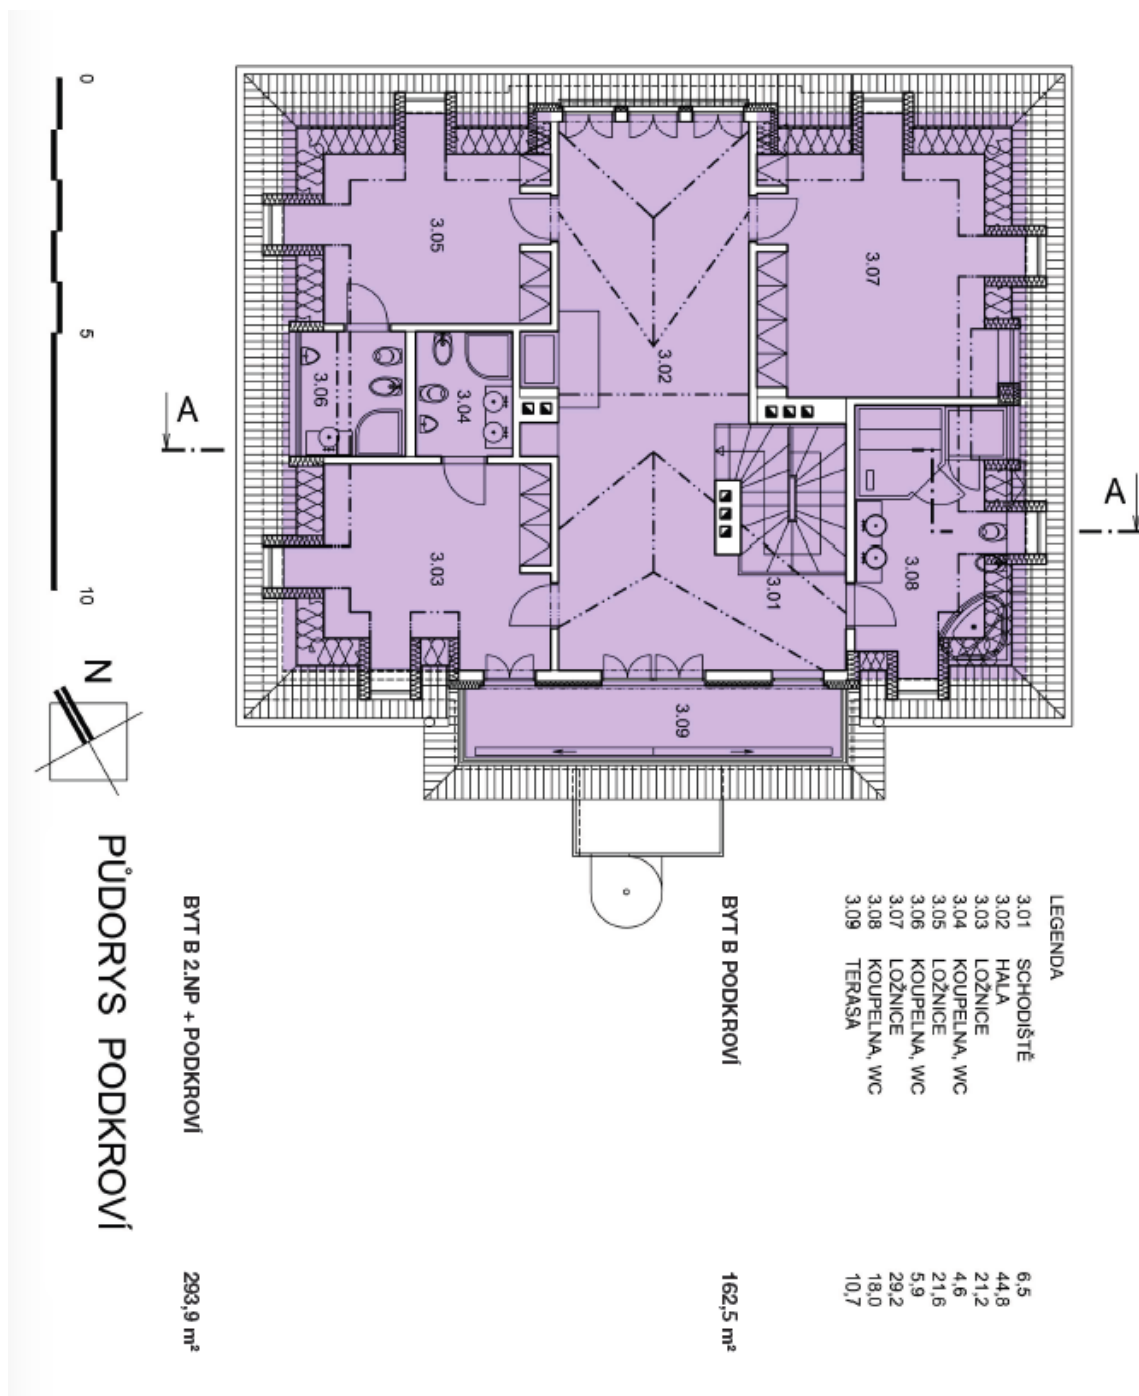 PŮDORYS PODKROVÍ
N
0
5
10
A
A
3.05
3.07
3.02
3.06
3.04
3.03
3.01
3.08
3.09
LEGENDA
3.01 SCHODIŠTĚ 6,5
3.02 HALA 44,8
3.03 LOŽNICE 21,2
3.04 KOUPELNA, WC 4,6
3.05 LOŽNICE 21,6
3.06 KOUPELNA, WC 5,9
3.07 LOŽNICE 29,2
3.08 KOUPELNA, WC 18,0
3.09 TERASA 10,7
BYT B PODKROVÍ 162,5 m²
BYT B 2.NP + PODKROVÍ 293,9 m²